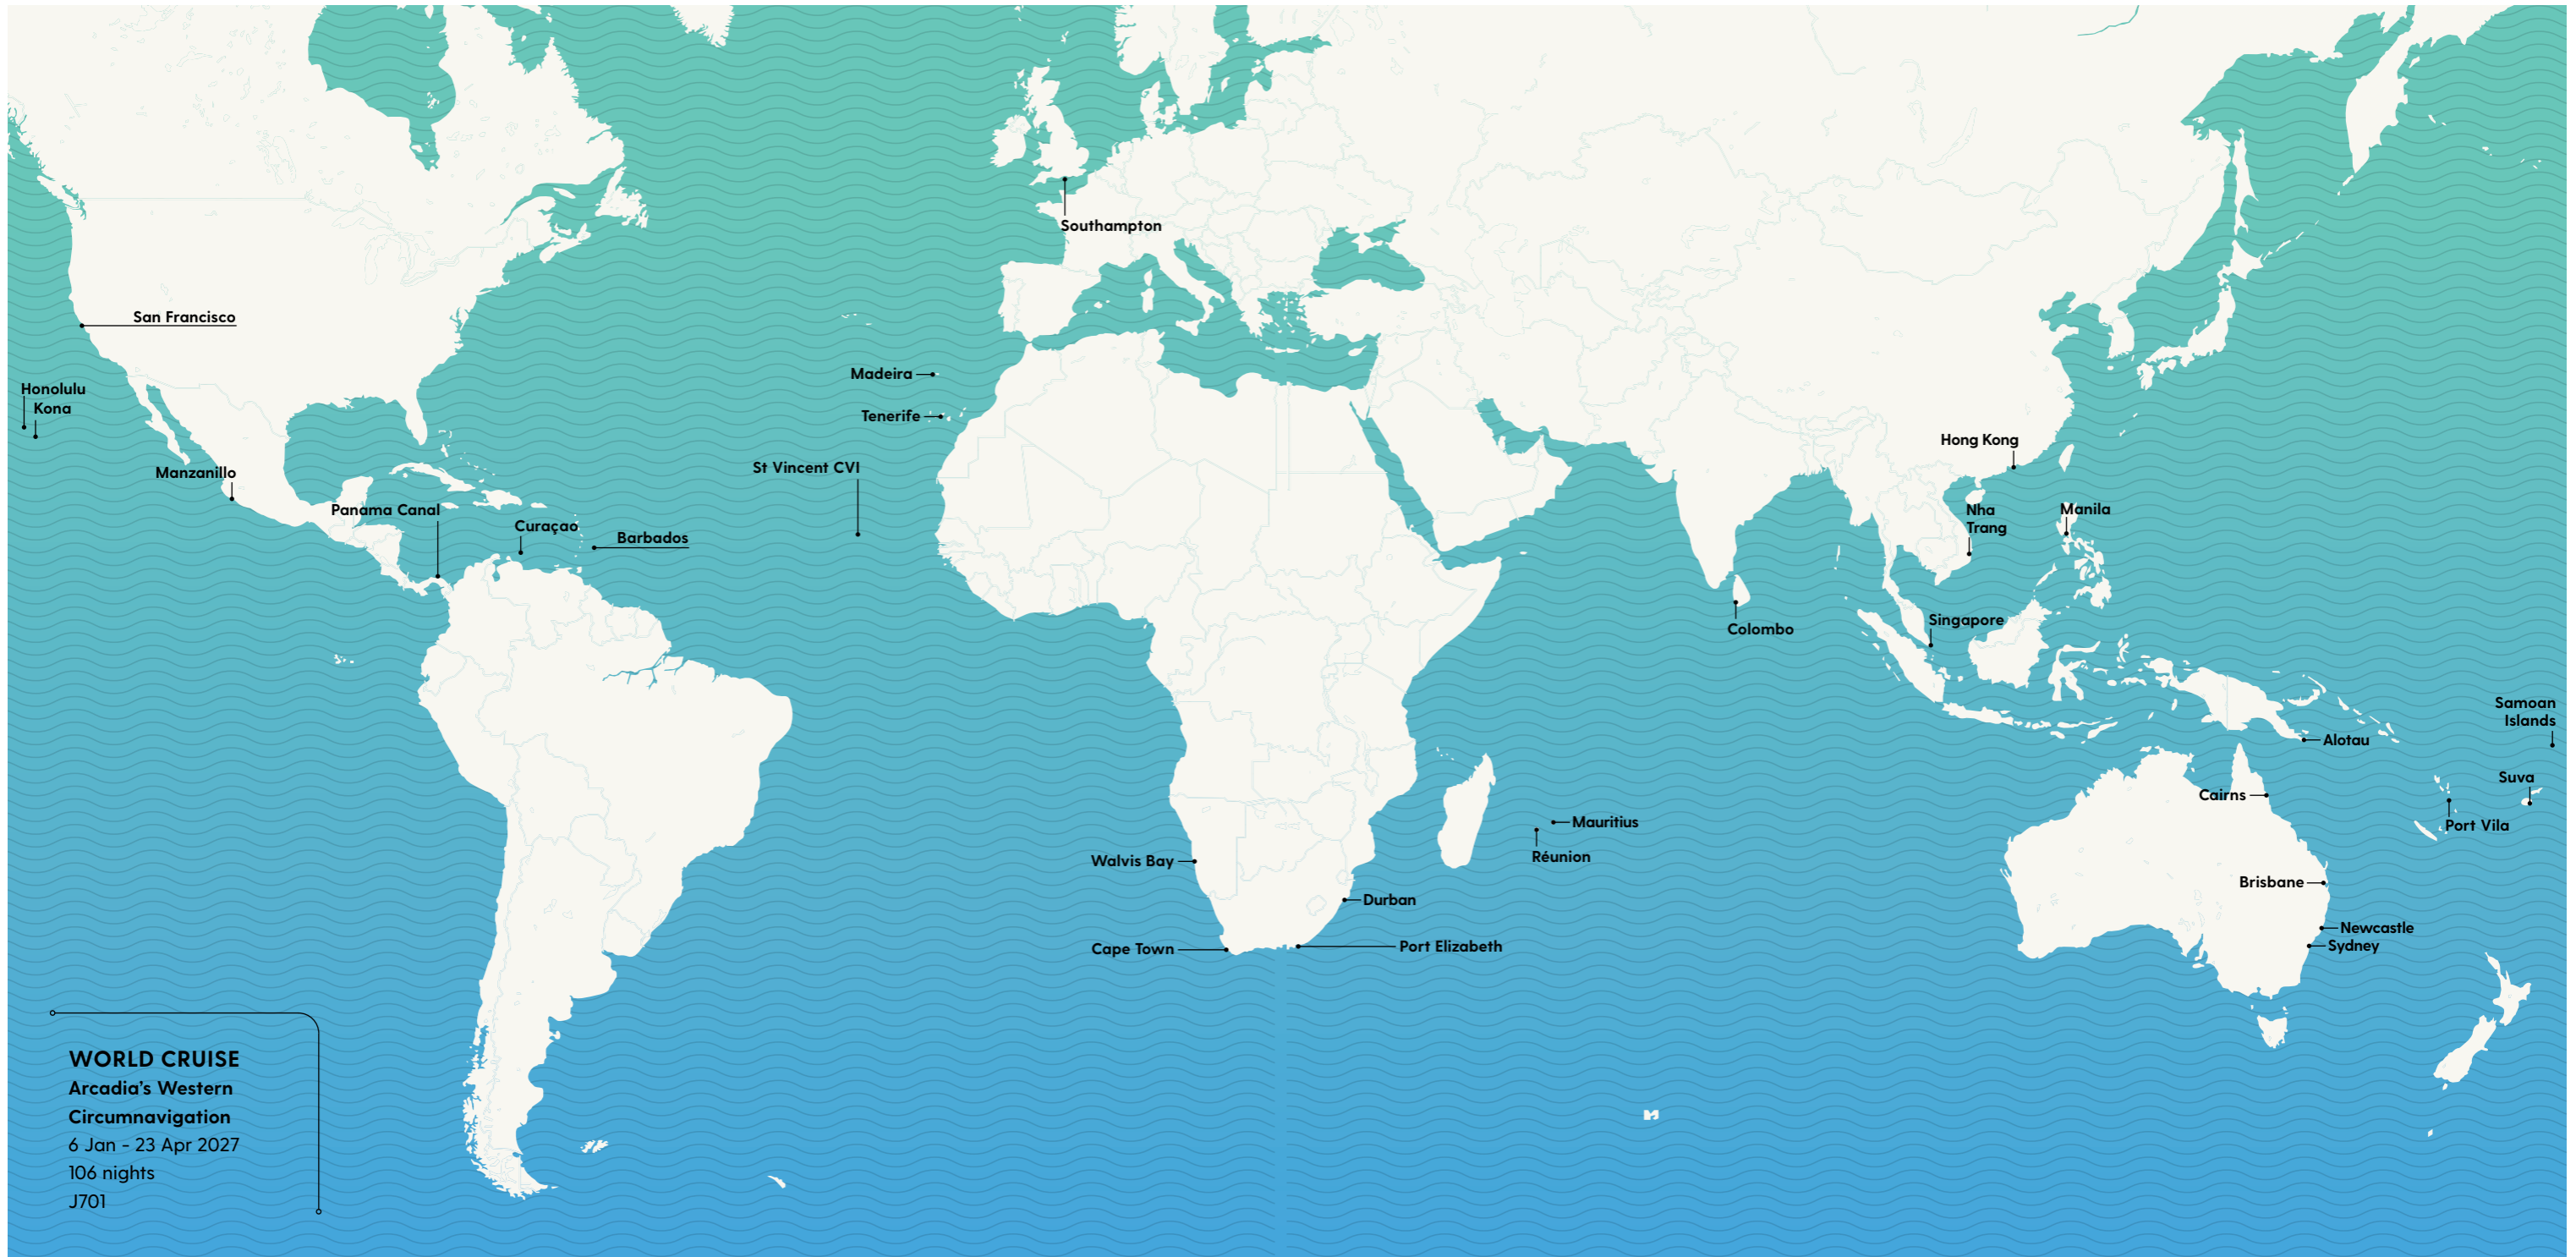 Southampton
San Francisco
Madeira
Honolulu
Kona
Tenerife
Hong Kong
St Vincent CVI
Manzanillo
Panama Canal
Nha
Trang
Manila
Curaçao
Barbados
Singapore
Colombo
Samoan
Islands
Alotau
Suva
Cairns
Mauritius
Port Vila
Réunion
Walvis Bay
Brisbane
Durban
Newcastle
Sydney
Cape Town
Port Elizabeth
WORLD CRUISE
Arcadia’s Western
Circumnavigation
6 Jan - 23 Apr 2027
106 nights
J701